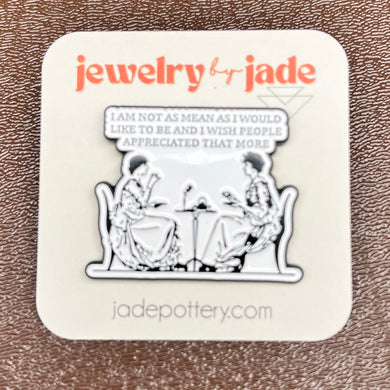 jewelry by jade
I AM NOT AS MEAN AS I WOULD
LIKE TO BE AND I WISH PEOPLE
APPRECIATED THAT MORE
jadepottery.com